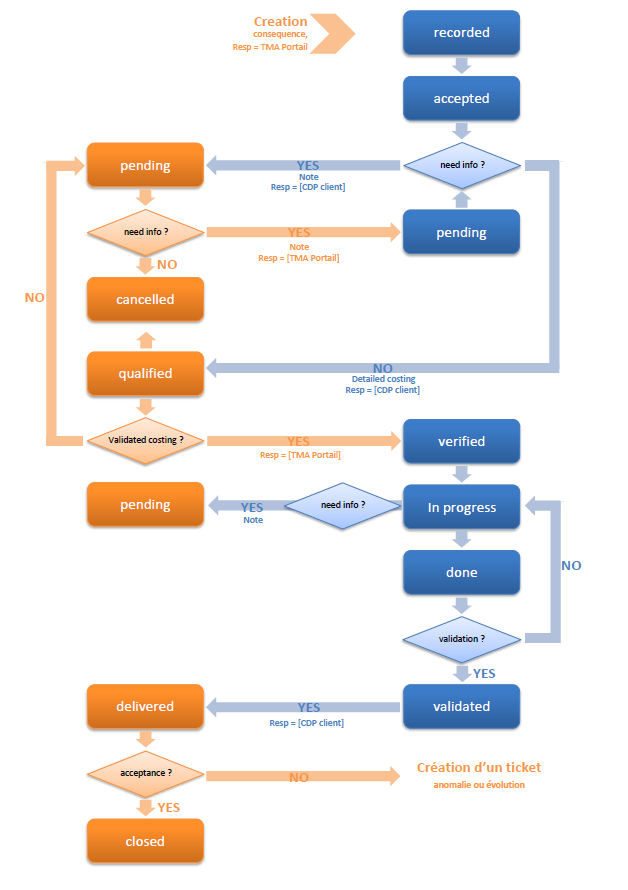 Creation
consequence,
Resp = TMA Portail
recorded
accepted
pending
YES
need info ?
Note
Resp = [CDP client]
need info ?
YES
pending
Note
Resp = [TMA Portail]
NO
cancelled
NO
qualified
NO
Detailed costing
Resp = [CDP client]
Validated costing ?
YES
verified
Resp = [TMA Portail]
pending
YES
need info ?
In progress
Note
done
NO
validation ?
YES
delivered
YES
validated
Resp = [CDP client]
acceptance ?
NO
Création d'un ticket
anomalie ou évolution
YES
closed